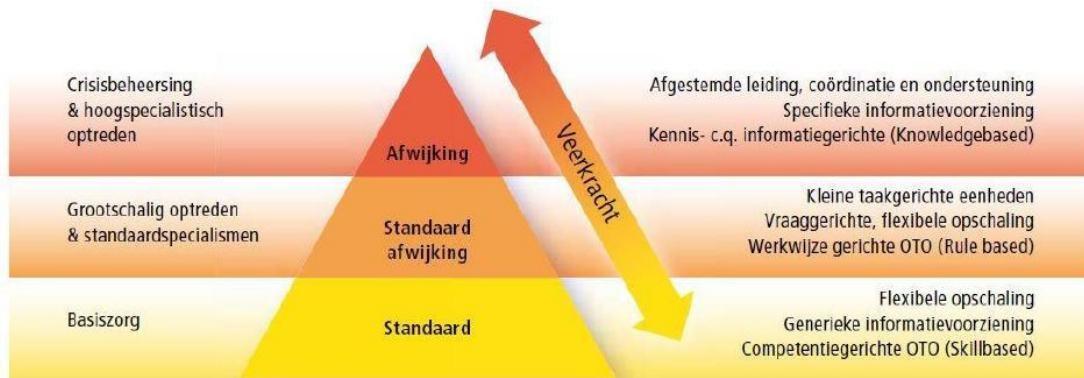 Crisisbeheersing
& hoogspecialistisch
optreden
Afwijking
Veerkracht
Afgestemde leiding, coördinatie en ondersteuning
Specifieke informatievoorziening
Kennis- c.q. informatiegerichte (Knowledgebased)
Grootschalig optreden
& standaardspecialismen
Standaard
afwijking
Kleine taakgerichte eenheden
Vraaggerichte, flexibele opschaling
Werkwijze gerichte OTO (Rule based)
Basiszorg
Standaard
Flexibele opschaling
Generieke informatievoorziening
Competentiegerichte OTO (Skillbased)